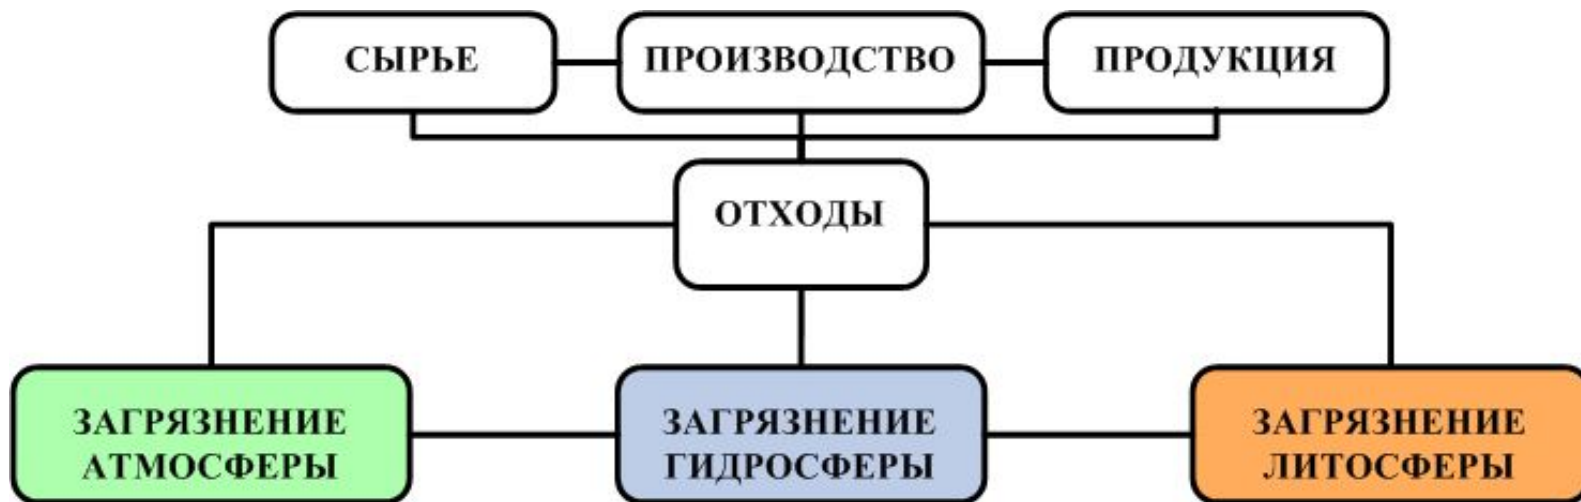 СЫРЬЕ
ПРОИЗВОДСТВО
ПРОДУКЦИЯ
ОТХОДЫ
ЗАГРЯЗНЕНИЕ
АТМОСФЕРЫ
ЗАГРЯЗНЕНИЕ
ГИДРОСФЕРЫ
ЗАГРЯЗНЕНИЕ
ЛИТОСФЕРЫ